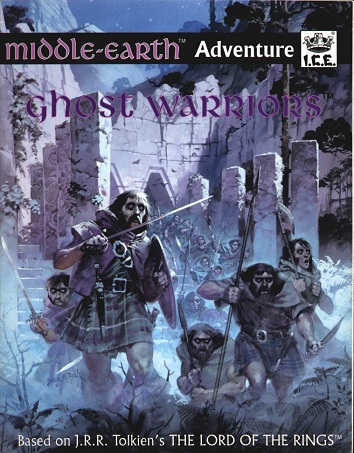 MIDDLE-EARTH™ Adventure
I.C.E.
GHOST WARRIORS™
Based on J.R.R. Tolkien's THE LORD OF THE RINGS™